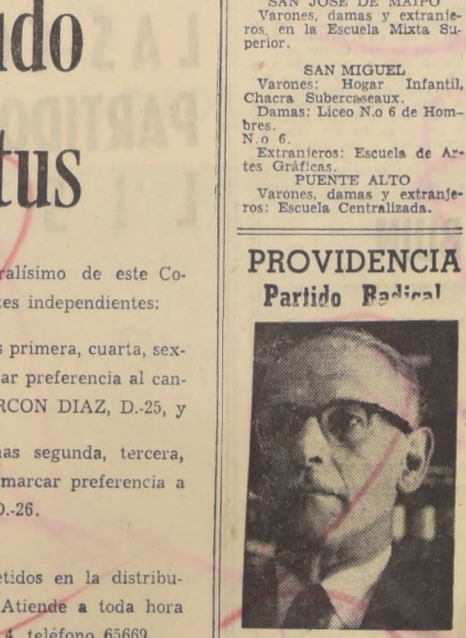 udo
tus
ralísimo de este Co-
tes independientes:
s primera, cuarta, sex-
ar preferencia al can-
RCON DIAZ, D.-25, y
nas segunda, tercera,
marcar preferencia a
D.-26.
etidos en la distribu-
Atiende a toda hora
4, teléfono 65669
SAN JOSE DE MAIPO
Varones, damas y extranje-
ros, en la Escuela Mixta Su-
perior.
SAN MIGUEL
Varones: Hogar Infantil,
Chacra Subercaseaux.
Damas: Liceo N.o 6 de Hom-
bres.
N.o 6.
Extranjeros: Escuela de Ar-
tes Gráficas.
PUENTE ALTO
Varones, damas y extranje-
ros: Escuela Centralizada.
PROVIDENCIA
Partido Radical